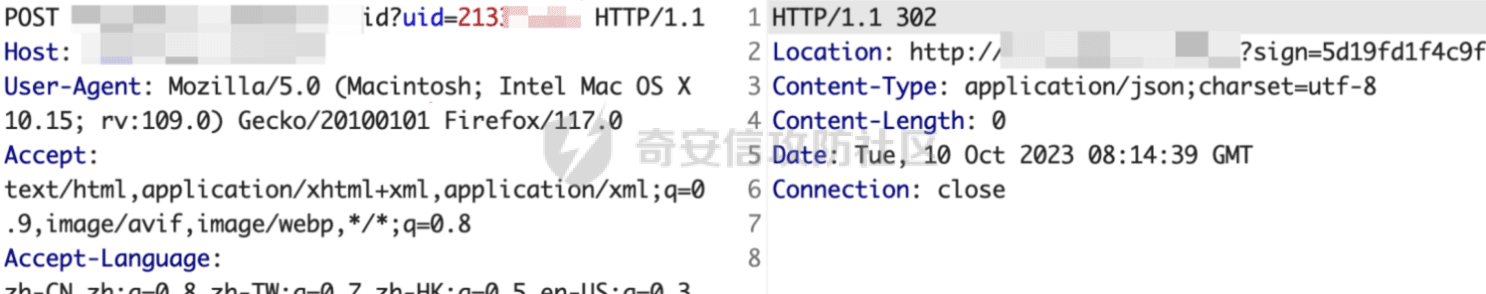 POST id?uid=213 HTTP/1.1
Host:
User-Agent: Mozilla/5.0 (Macintosh; Intel Mac OS X
10.15; rv:109.0) Gecko/20100101 Firefox/117.0
Accept:
text/html,application/xhtml+xml,application/xml;q=0
.9,image/avif,image/webp,*/*;q=0.8
Accept-Language:
zh-CN,zh;q=0.8,zh-TW;q=0.7,zh-HK;q=0.5,en-US;q=0.3
1 HTTP/1.1 302
2 Location: http:// ?sign=5d19fd1f4c9f
3 Content-Type: application/json;charset=utf-8
4 Content-Length: 0
5 Date: Tue, 10 Oct 2023 08:14:39 GMT
6 Connection: close
7
8
奇安信攻防社区